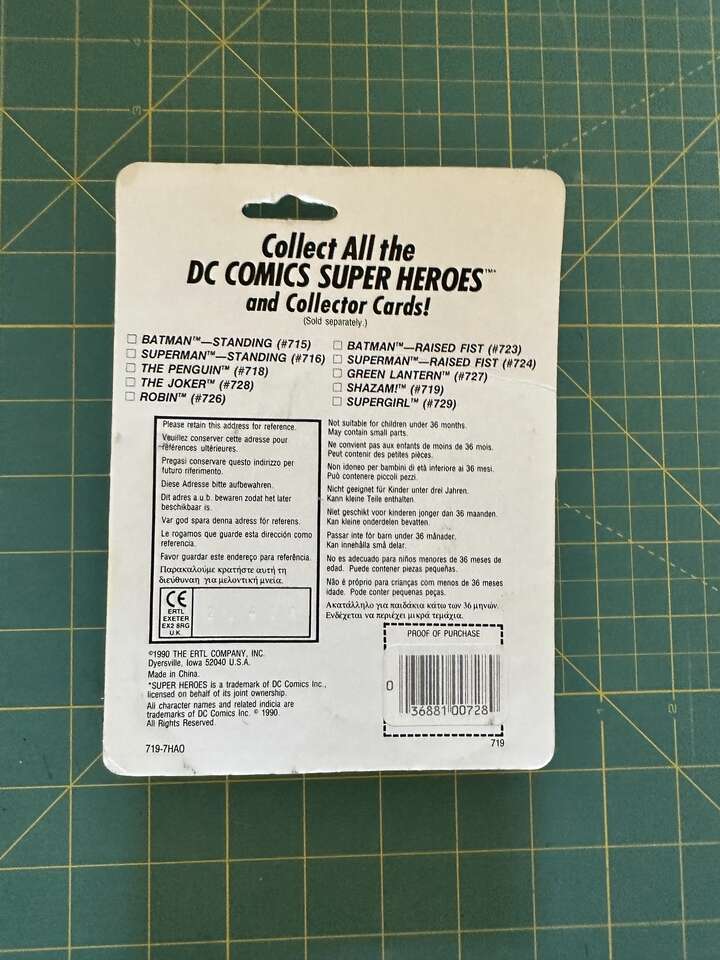 Collect All the
DC COMICS SUPER HEROES™*
and Collector Cards!
(Sold separately.)
BATMAN™—STANDING (#715)
SUPERMAN™—STANDING (#716)
THE PENGUIN™ (#718)
THE JOKER™ (#728)
ROBIN™ (#726)
BATMAN™—RAISED FIST (#723)
SUPERMAN™—RAISED FIST (#724)
GREEN LANTERN™ (#727)
SHAZAM!™ (#719)
SUPERGIRL™ (#729)
Please retain this address for reference.
Veuillez conserver cette adresse pour
références ultérieures.
Pregasi conservare questo indirizzo per
futuro riferimento.
Diese Adresse bitte aufbewahren.
Dit adres a.u.b. bewaren zodat het later
beschikbaar is.
Var god spara denna adress för referens.
Le rogamos que guarde esta dirección como
referencia.
Favor guardar este endereço para referência.
Παρακαλούμε κρατήστε αυτή τη
διεύθυναη για μελοντική μνεία.
CE
ERTL
EXETER
EX2 8RG
U.K.
Not suitable for children under 36 months.
May contain small parts.
Ne convient pas aux enfants de moins de 36 mois.
Peut contenir des petites pièces.
Non idoneo per bambini di età inferiore ai 36 mesi.
Può contenere piccoli pezzi.
Nicht geeignet für Kinder unter drei Jahren.
Kann kleine Teile enthalten.
Niet geschikt voor kinderen jonger dan 36 maanden.
Kan kleine onderdelen bevatten.
Passar inte för barn under 36 månader.
Kan innehålla små delar.
No es adecuado para niños menores de 36 meses de
edad. Puede contener piezas pequeñas.
Não é próprio para crianças com menos de 36 meses
idade. Pode conter pequenas peças.
Ακατάλληλο για παιδάκια κάτω των 36 μηνών.
Ενδέχεται να περιέχει μικρά τεμάχια.
©1990 THE ERTL COMPANY, INC.
Dyersville, Iowa 52040 U.S.A.
Made in China.
*SUPER HEROES is a trademark of DC Comics Inc.,
licensed on behalf of its joint ownership.
All character names and related indicia are
trademarks of DC Comics Inc. © 1990.
All Rights Reserved.
719-7HAO
PROOF OF PURCHASE
0
36881 00728
719